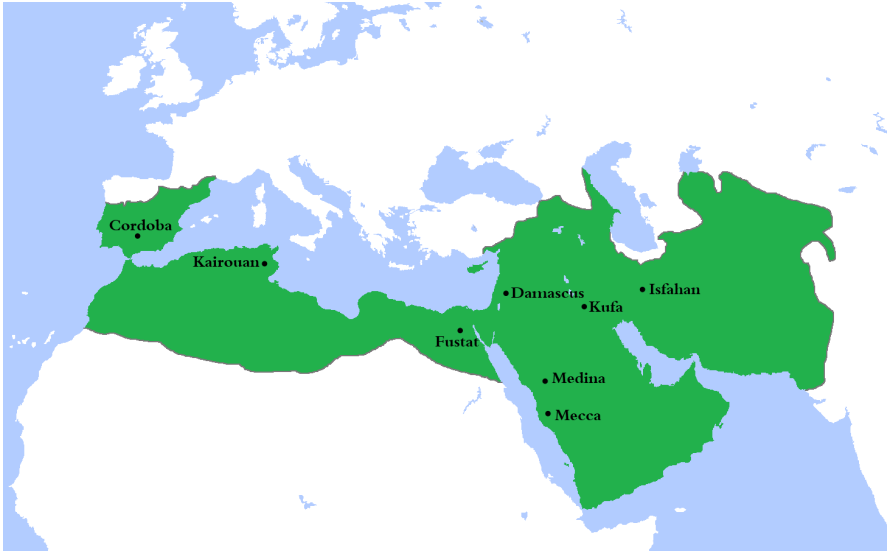 Cordoba
Kairouan
Damascus
Isfahan
Kufa
Fustat
Medina
Mecca